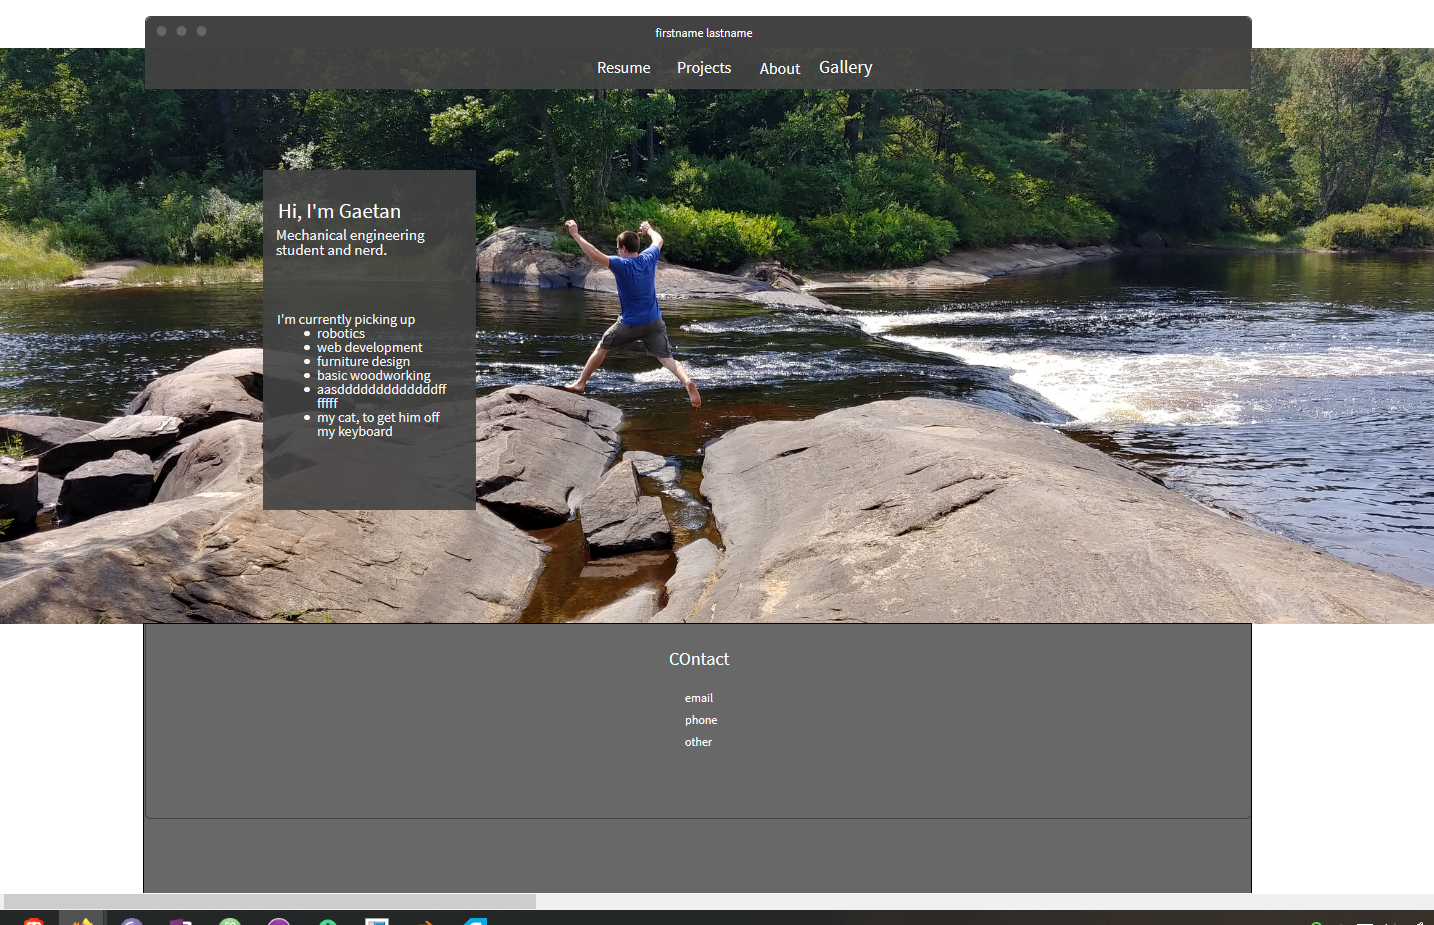 firstname lastname
Resume Projects About Gallery
Hi, I'm Gaetan
Mechanical engineering
student and nerd.
I'm currently picking up
robotics
web development
furniture design
basic woodworking
aasdddddddddddddff
fffff
my cat, to get him off
my keyboard
COntact
email
phone
other